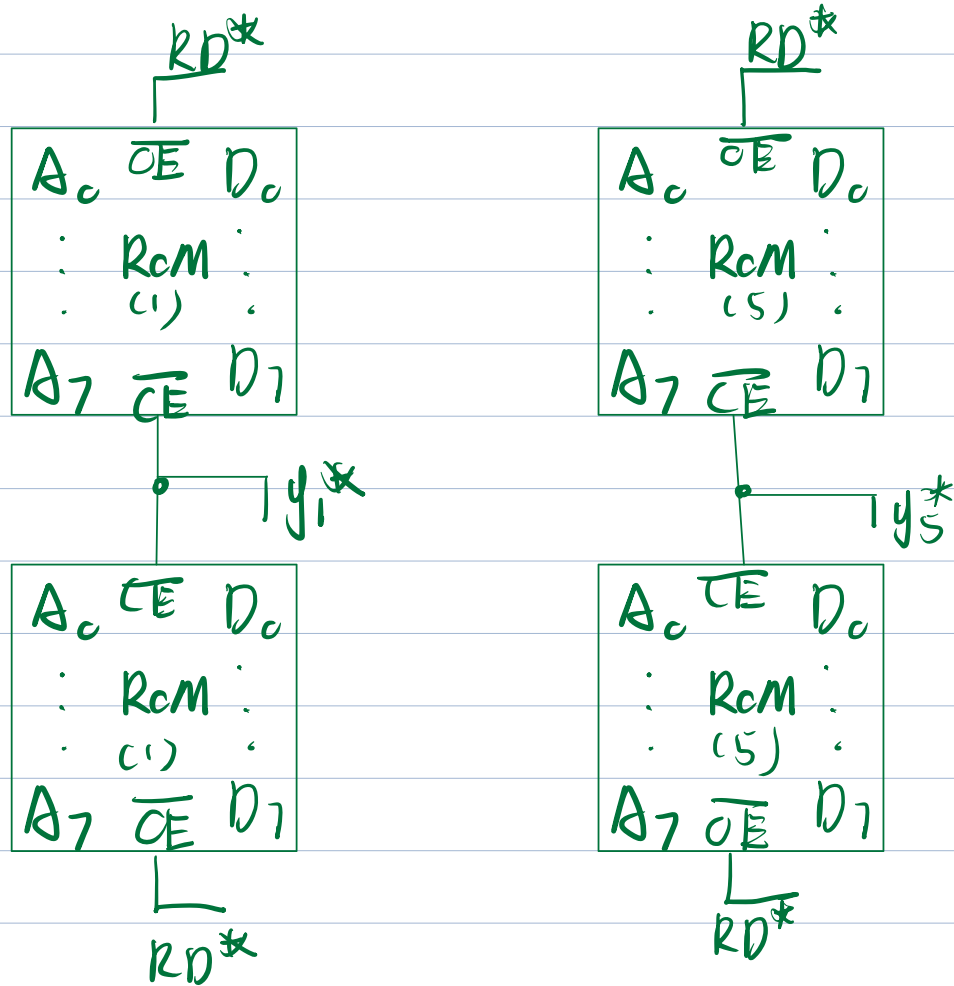 RD* RD*
A0 OE D0 A0 OE D0
ROM ROM
(1) (5)
A7 CE D7 A7 CE D7
y1* y5*
A0 CE D0 A0 CE D0
ROM ROM
(1) (5)
A7 OE D7 A7 OE D7
RD* RD*